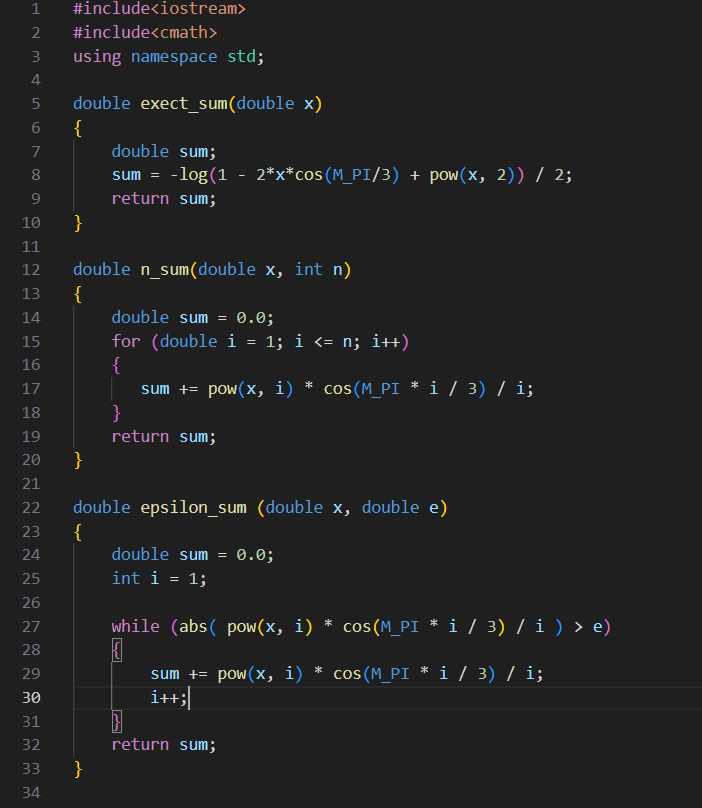 1 #include<iostream>
2 #include<cmath>
3 using namespace std;
4
5 double exect_sum(double x)
6 {
7 double sum;
8 sum = -log(1 - 2*x*cos(M_PI/3) + pow(x, 2)) / 2;
9 return sum;
10 }
11
12 double n_sum(double x, int n)
13 {
14 double sum = 0.0;
15 for (double i = 1; i <= n; i++)
16 {
17 sum += pow(x, i) * cos(M_PI * i / 3) / i;
18 }
19 return sum;
20 }
21
22 double epsilon_sum (double x, double e)
23 {
24 double sum = 0.0;
25 int i = 1;
26
27 while (abs( pow(x, i) * cos(M_PI * i / 3) / i ) > e)
28 {
29 sum += pow(x, i) * cos(M_PI * i / 3) / i;
30 i++;
31 }
32 return sum;
33 }
34